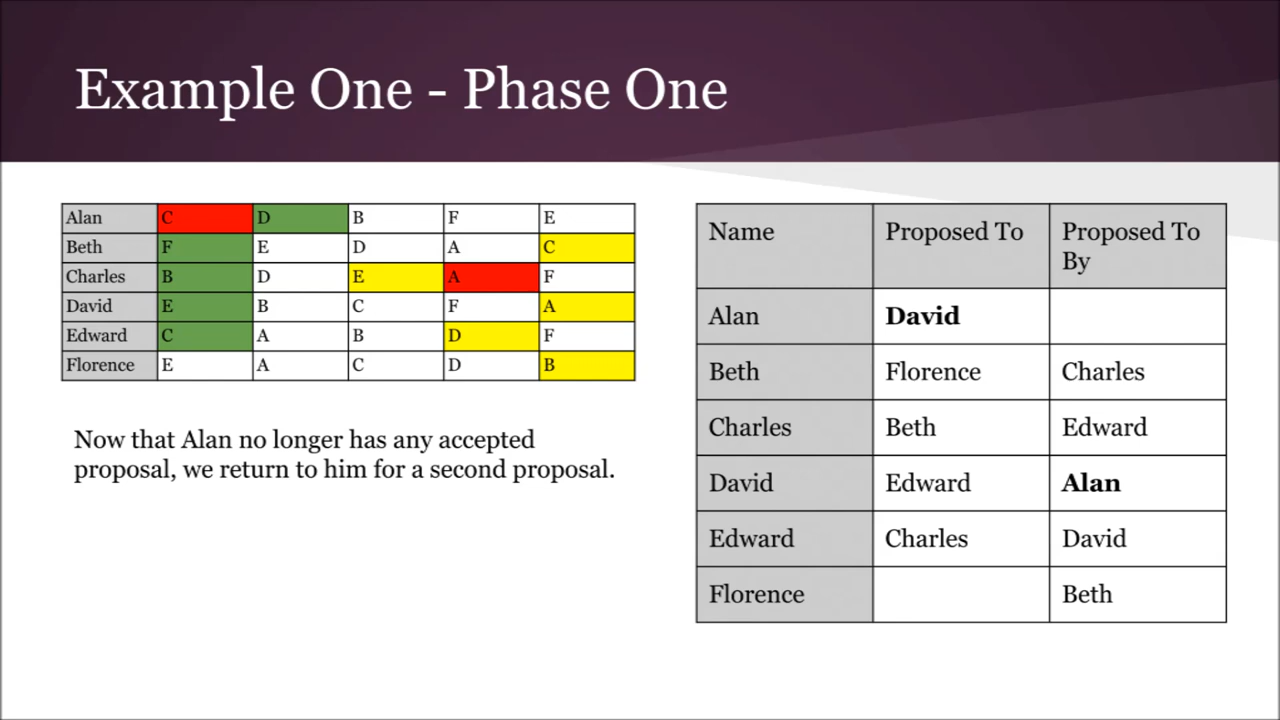 Example One - Phase One
Alan C D B F E
Beth F E D A C
Charles B D E A F
David E B C F A
Edward C A B D F
Florence E A C D B
Now that Alan no longer has any accepted
proposal, we return to him for a second proposal.
Name Proposed To Proposed To
By
Alan David
Beth Florence Charles
Charles Beth Edward
David Edward Alan
Edward Charles David
Florence Beth